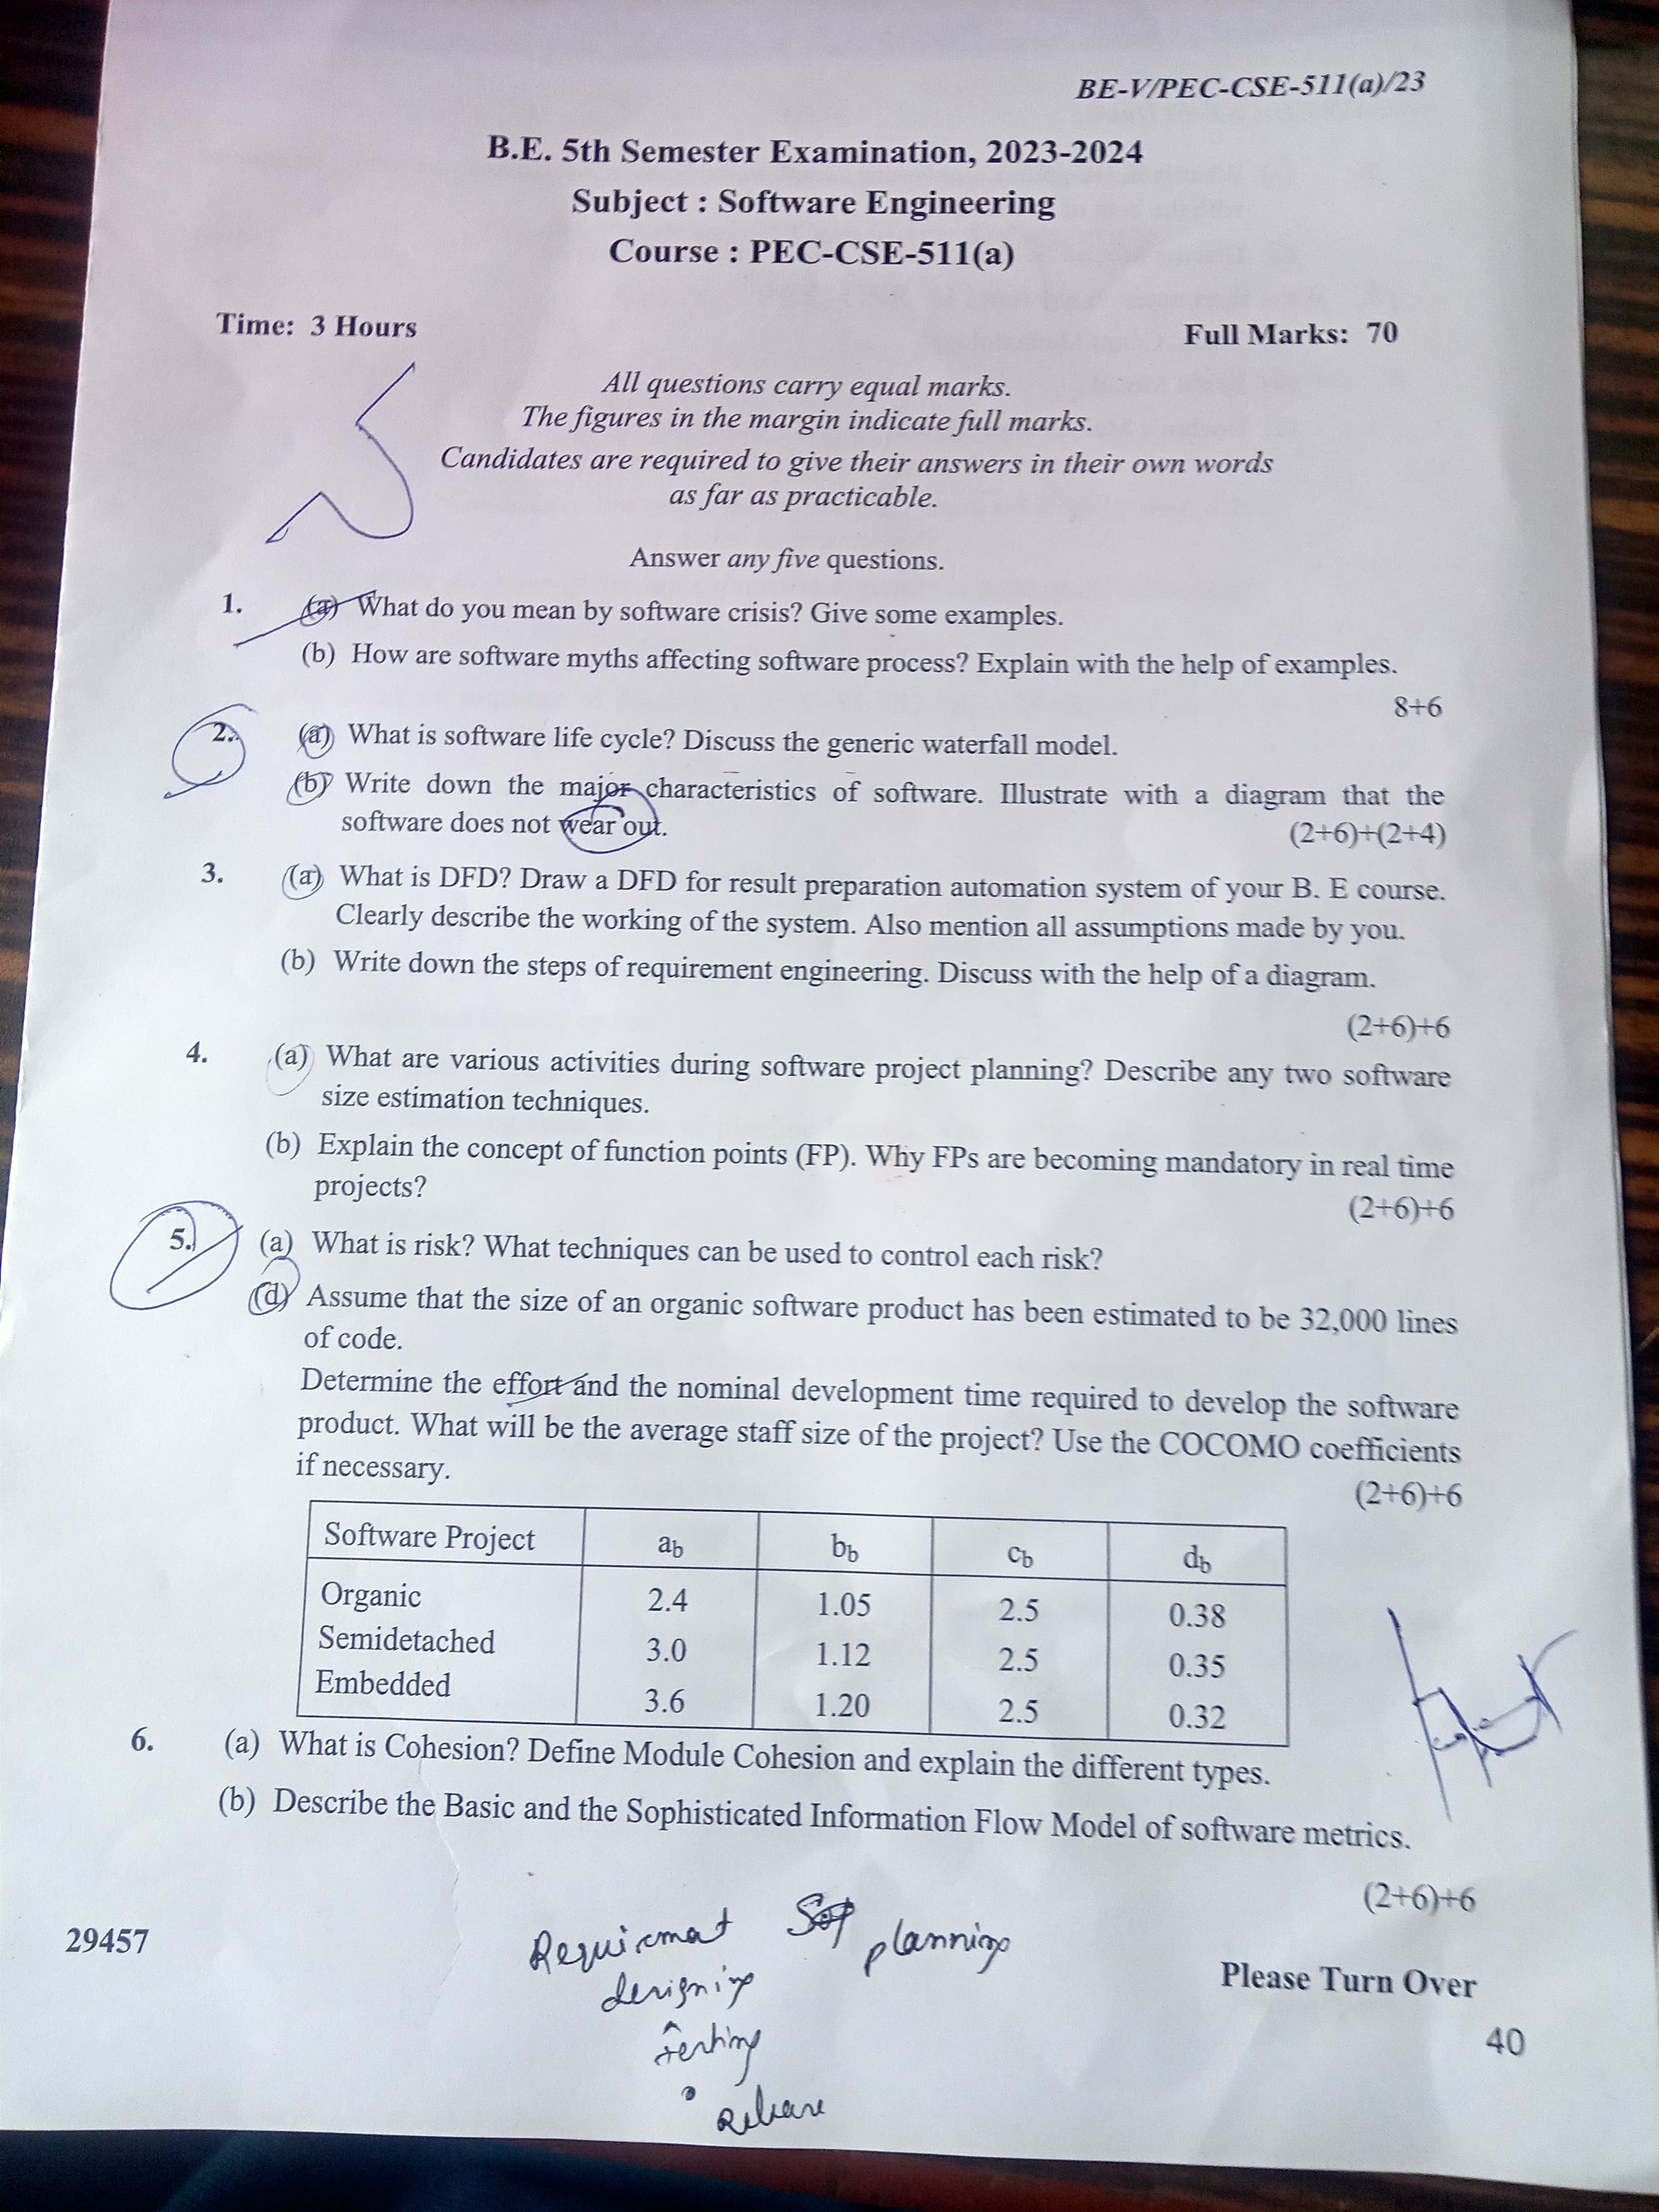 BE-V/PEC-CSE-511(a)/23
B.E. 5th Semester Examination, 2023-2024
Subject : Software Engineering
Course : PEC-CSE-511(a)
Time: 3 Hours Full Marks: 70
All questions carry equal marks.
The figures in the margin indicate full marks.
Candidates are required to give their answers in their own words
as far as practicable.
Answer any five questions.
1. (a) What do you mean by software crisis? Give some examples.
(b) How are software myths affecting software process? Explain with the help of examples.
8+6
2. (a) What is software life cycle? Discuss the generic waterfall model.
(b) Write down the major characteristics of software. Illustrate with a diagram that the
software does not wear out. (2+6)+(2+4)
3. (a) What is DFD? Draw a DFD for result preparation automation system of your B. E course.
Clearly describe the working of the system. Also mention all assumptions made by you.
(b) Write down the steps of requirement engineering. Discuss with the help of a diagram.
(2+6)+6
4. (a) What are various activities during software project planning? Describe any two software
size estimation techniques.
(b) Explain the concept of function points (FP). Why FPs are becoming mandatory in real time
projects? (2+6)+6
5. (a) What is risk? What techniques can be used to control each risk?
(d) Assume that the size of an organic software product has been estimated to be 32,000 lines
of code.
Determine the effort and the nominal development time required to develop the software
product. What will be the average staff size of the project? Use the COCOMO coefficients
if necessary. (2+6)+6
Software Project ab bb cb db
Organic 2.4 1.05 2.5 0.38
Semidetached 3.0 1.12 2.5 0.35
Embedded 3.6 1.20 2.5 0.32
6. (a) What is Cohesion? Define Module Cohesion and explain the different types.
(b) Describe the Basic and the Sophisticated Information Flow Model of software metrics.
(2+6)+6
29457
planning
designing
testing
Release
Please Turn Over
40